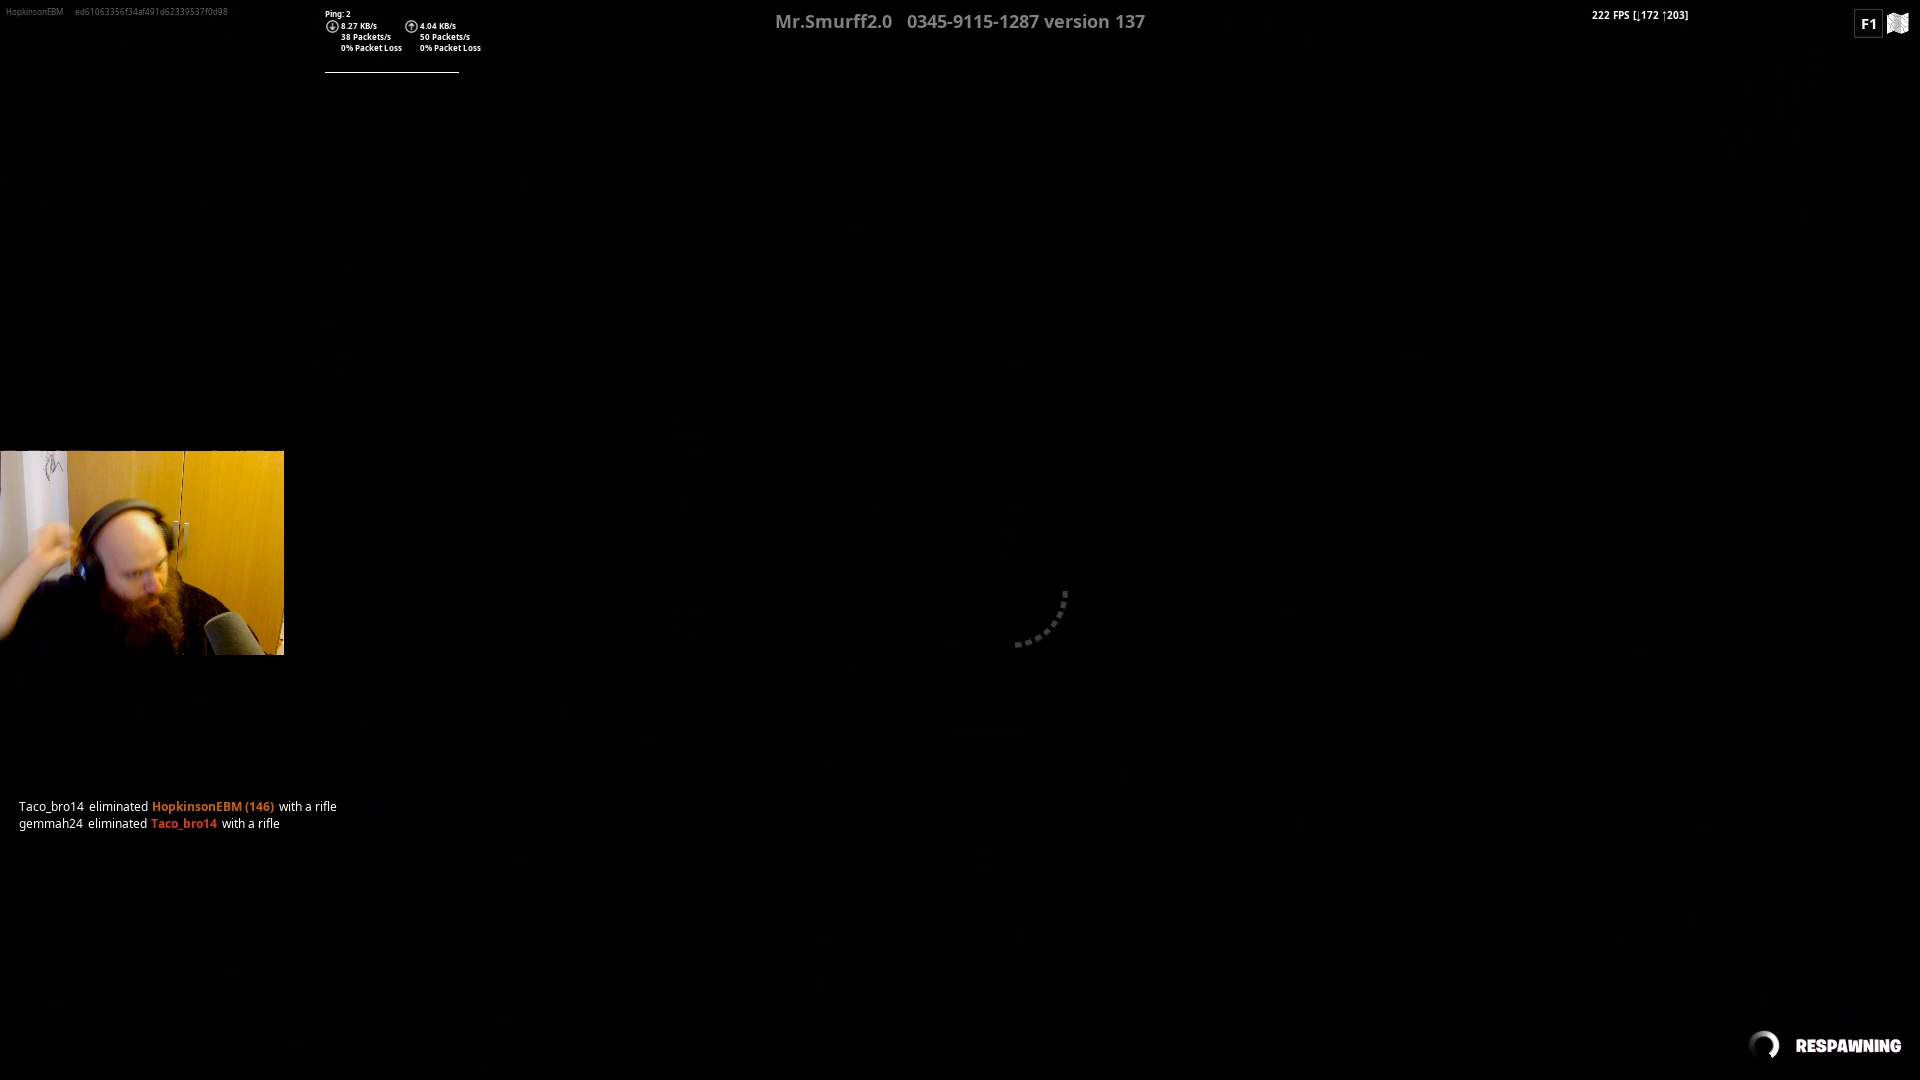 HopkinsonEBM ed61063356f34af491d62339537f0d98
Ping: 2
8.27 KB/s 4.04 KB/s
38 Packets/s 50 Packets/s
0% Packet Loss 0% Packet Loss
Mr.Smurff2.0 0345-9115-1287 version 137
222 FPS [↓172 ↑203]
F1
Taco_bro14 eliminated HopkinsonEBM (146) with a rifle
gemmah24 eliminated Taco_bro14 with a rifle
RESPAWNING